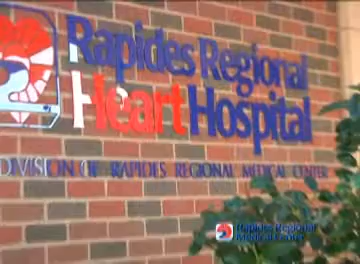 Rapides Regional
Heart Hospital
DIVISION OF RAPIDES REGIONAL MEDICAL CENTER
Rapides Regional
Medical Center